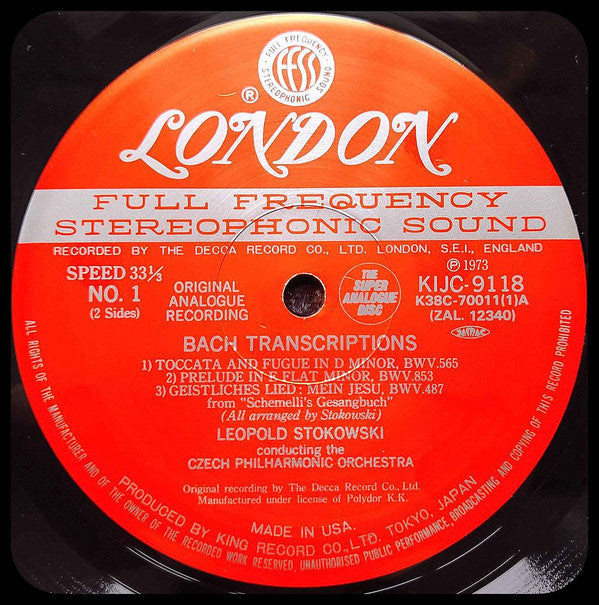 FULL FREQUENCY
FFSS
STEREOPHONIC SOUND
®
LONDON
FULL FREQUENCY
STEREOPHONIC SOUND
RECORDED BY THE DECCA RECORD CO., LTD. LONDON, S.E.I., ENGLAND
SPEED 33⅓
NO. 1
(2 Sides)
ORIGINAL
ANALOGUE
RECORDING
THE
SUPER
ANALOGUE
DISC
Ⓟ 1973
KIJC-9118
K38C-70011(1)A
(ZAL. 12340)
BACH TRANSCRIPTIONS
1) TOCCATA AND FUGUE IN D MINOR, BWV.565
2) PRELUDE IN E FLAT MINOR, BWV.853
3) GEISTLICHES LIED : MEIN JESU, BWV.487
from "Schemelli's Gesangbuch"
(All arranged by Stokowski)
LEOPOLD STOKOWSKI
conducting the
CZECH PHILHARMONIC ORCHESTRA
Original recording by The Decca Record Co., Ltd.
Manufactured under license of Polydor K.K.
MADE IN USA.
PRODUCED BY KING RECORD CO., LTD. TOKYO, JAPAN
ALL RIGHTS OF THE MANUFACTURER AND OF THE OWNER OF THE RECORDED WORK RESERVED, UNAUTHORISED PUBLIC PERFORMANCE, BROADCASTING AND COPYING OF THIS RECORD PROHIBITED